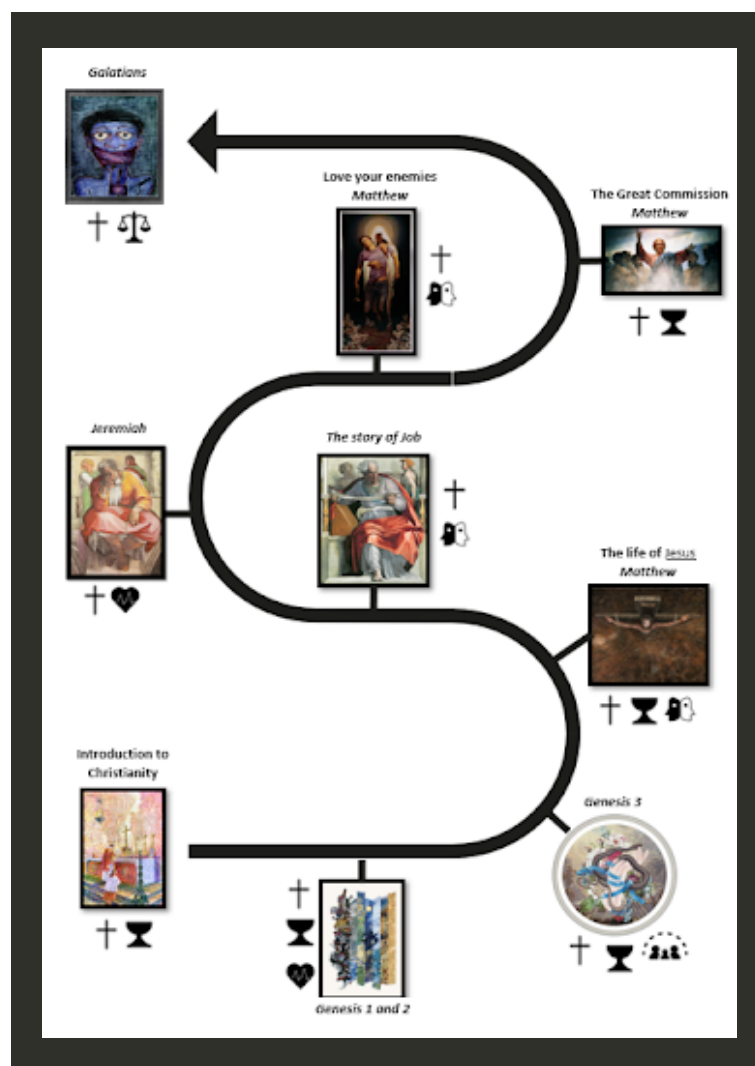 Galatians
Love your enemies
Matthew
The Great Commission
Matthew
Jeremiah
The story of Job
The life of Jesus
Matthew
Introduction to
Christianity
Genesis 3
Genesis 1 and 2